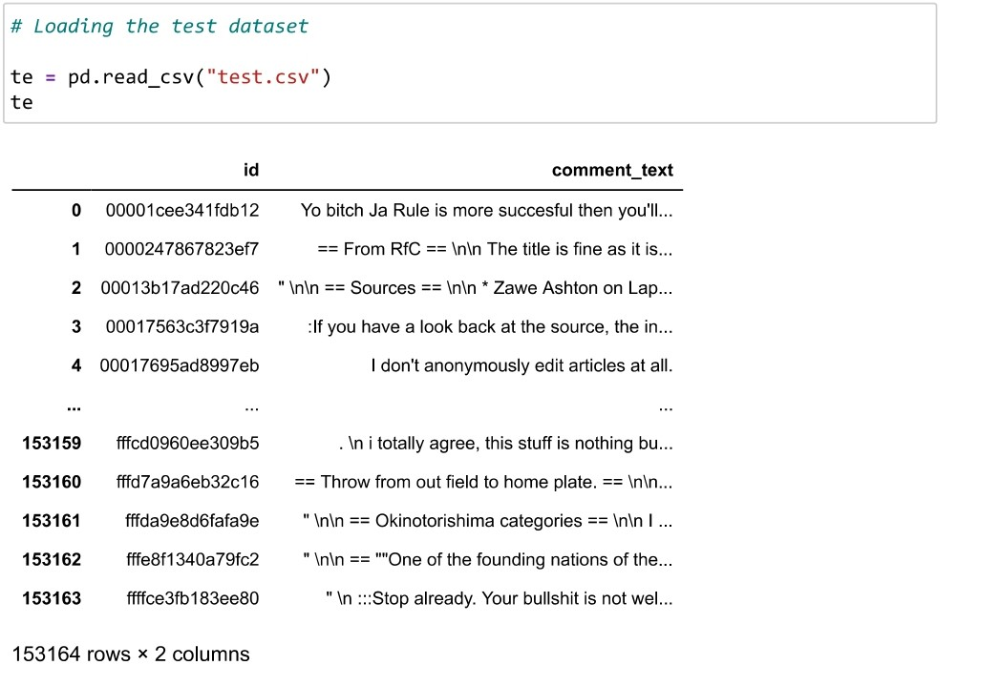 # Loading the test dataset
te = pd.read_csv("test.csv")
te
id comment_text
0 00001cee341fdb12 Yo bitch Ja Rule is more succesful then you'll...
1 0000247867823ef7 == From RfC == \n\n The title is fine as it is...
2 00013b17ad220c46 " \n\n == Sources == \n\n * Zawe Ashton on Lap...
3 00017563c3f7919a :If you have a look back at the source, the in...
4 00017695ad8997eb I don't anonymously edit articles at all.
... ... ...
153159 fffcd0960ee309b5 . \n i totally agree, this stuff is nothing bu...
153160 fffd7a9a6eb32c16 == Throw from out field to home plate. == \n\n...
153161 fffda9e8d6fafa9e " \n\n == Okinotorishima categories == \n\n I ...
153162 fffe8f1340a79fc2 " \n\n == ""One of the founding nations of the...
153163 ffffce3fb183ee80 " \n :::Stop already. Your bullshit is not wel...
153164 rows × 2 columns